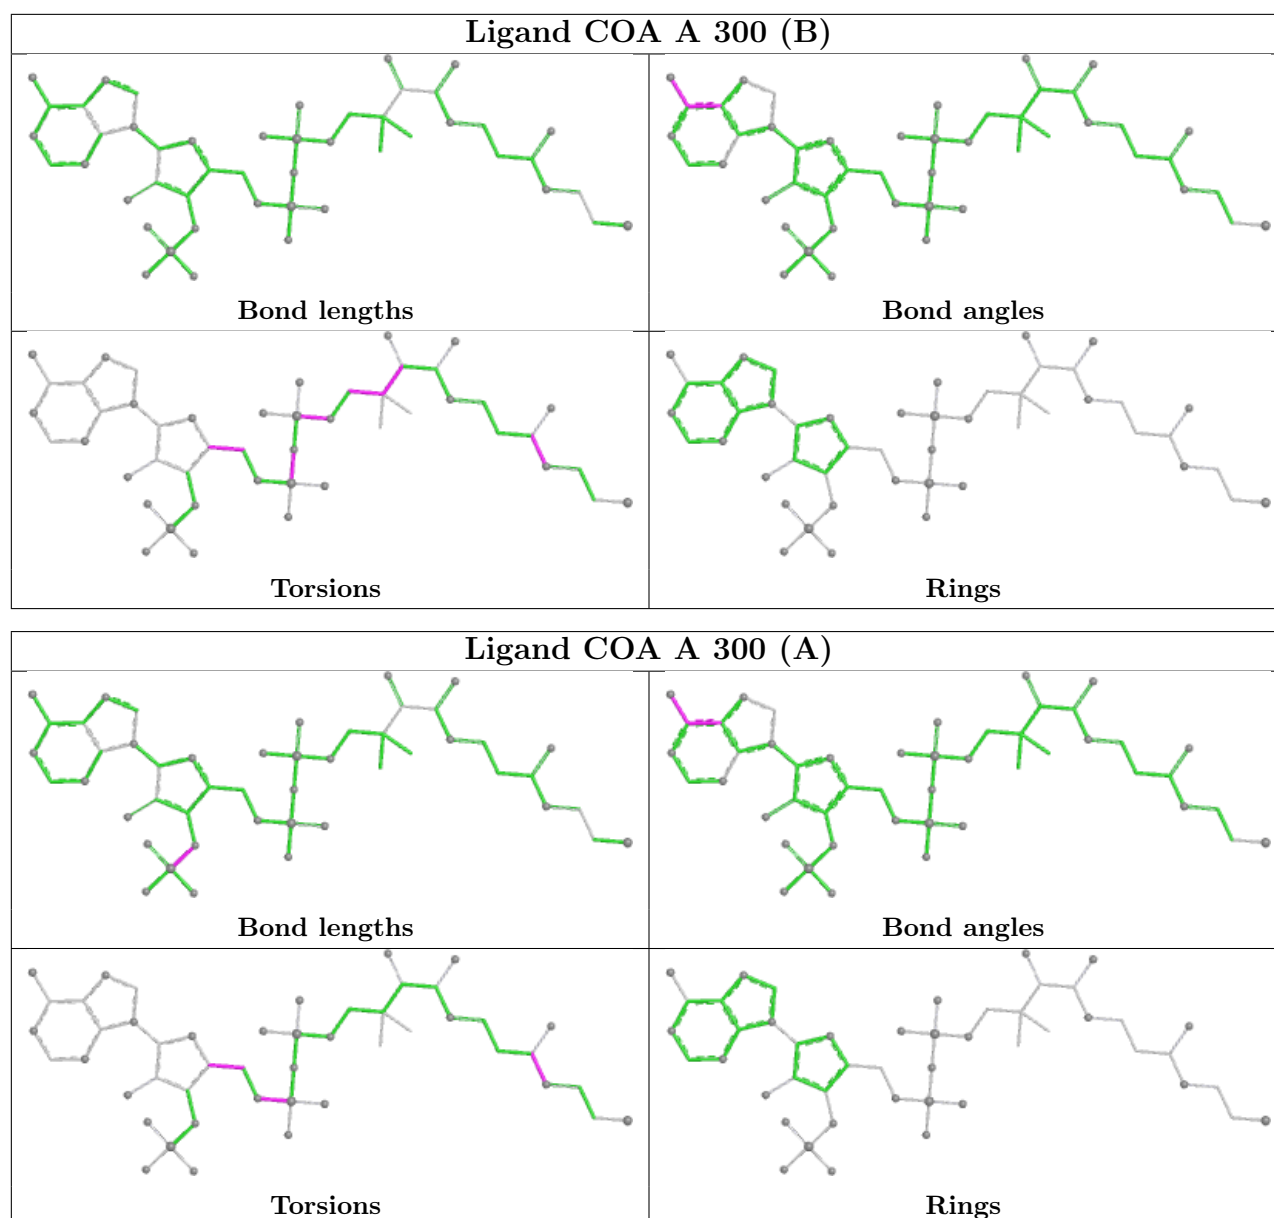 Ligand COA A 300 (B)
Bond lengths
Bond angles
Torsions
Rings
Ligand COA A 300 (A)
Bond lengths
Bond angles
Torsions
Rings